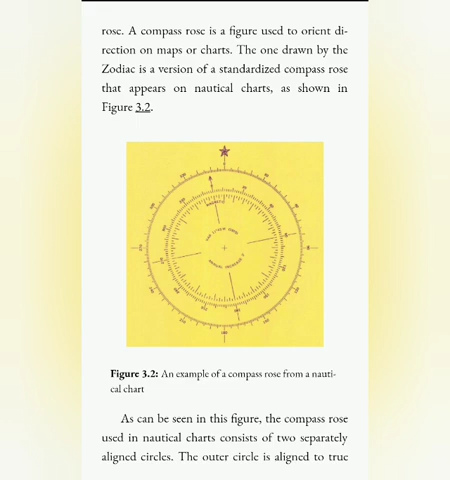 rose. A compass rose is a figure used to orient di-
rection on maps or charts. The one drawn by the
Zodiac is a version of a standardized compass rose
that appears on nautical charts, as shown in
Figure 3.2.
MAGNETIC
Figure 3.2: An example of a compass rose from a nauti-
cal chart
As can be seen in this figure, the compass rose
used in nautical charts consists of two separately
aligned circles. The outer circle is aligned to true